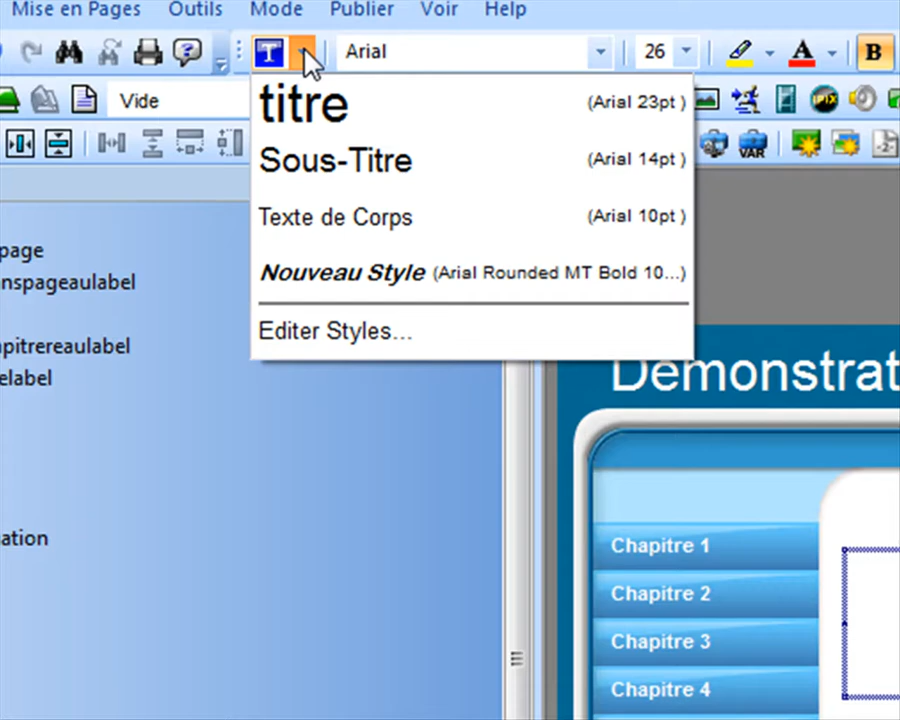 Mise en Pages Outils Mode Publier Voir Help
T Arial 26 A B
Vide
VAR
titre (Arial 23pt )
Sous-Titre (Arial 14pt )
Texte de Corps (Arial 10pt )
Nouveau Style (Arial Rounded MT Bold 10...)
Editer Styles...
page
nspageaulabel
apitrereaulabel
elabel
ation
Démonstrat
Chapitre 1
Chapitre 2
Chapitre 3
Chapitre 4